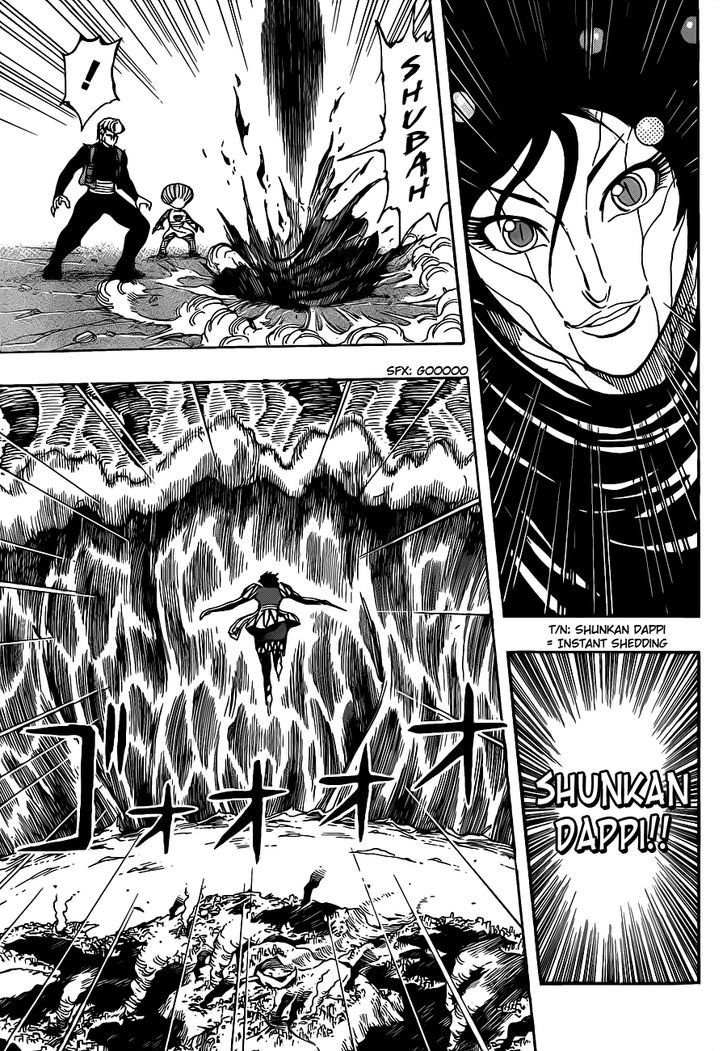 T/N: SHUNKAN DAPPI
= INSTANT SHEDDING
SHUNKAN
DAPPI!!
SHUBAH
!
SFX: GOOOOO
ゴォオオオ